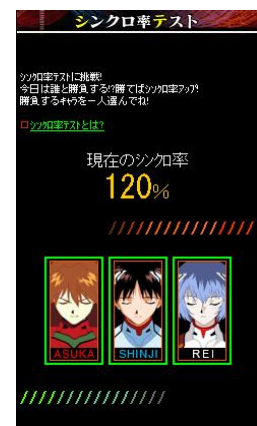 シンクロ率テスト
シンクロ率テストに挑戦!
今日は誰と勝負する!?勝てばシンクロ率アップ!
勝負するキャラを一人選んでね!
シンクロ率テストとは?
現在のシンクロ率
120%
ASUKA SHINJI REI